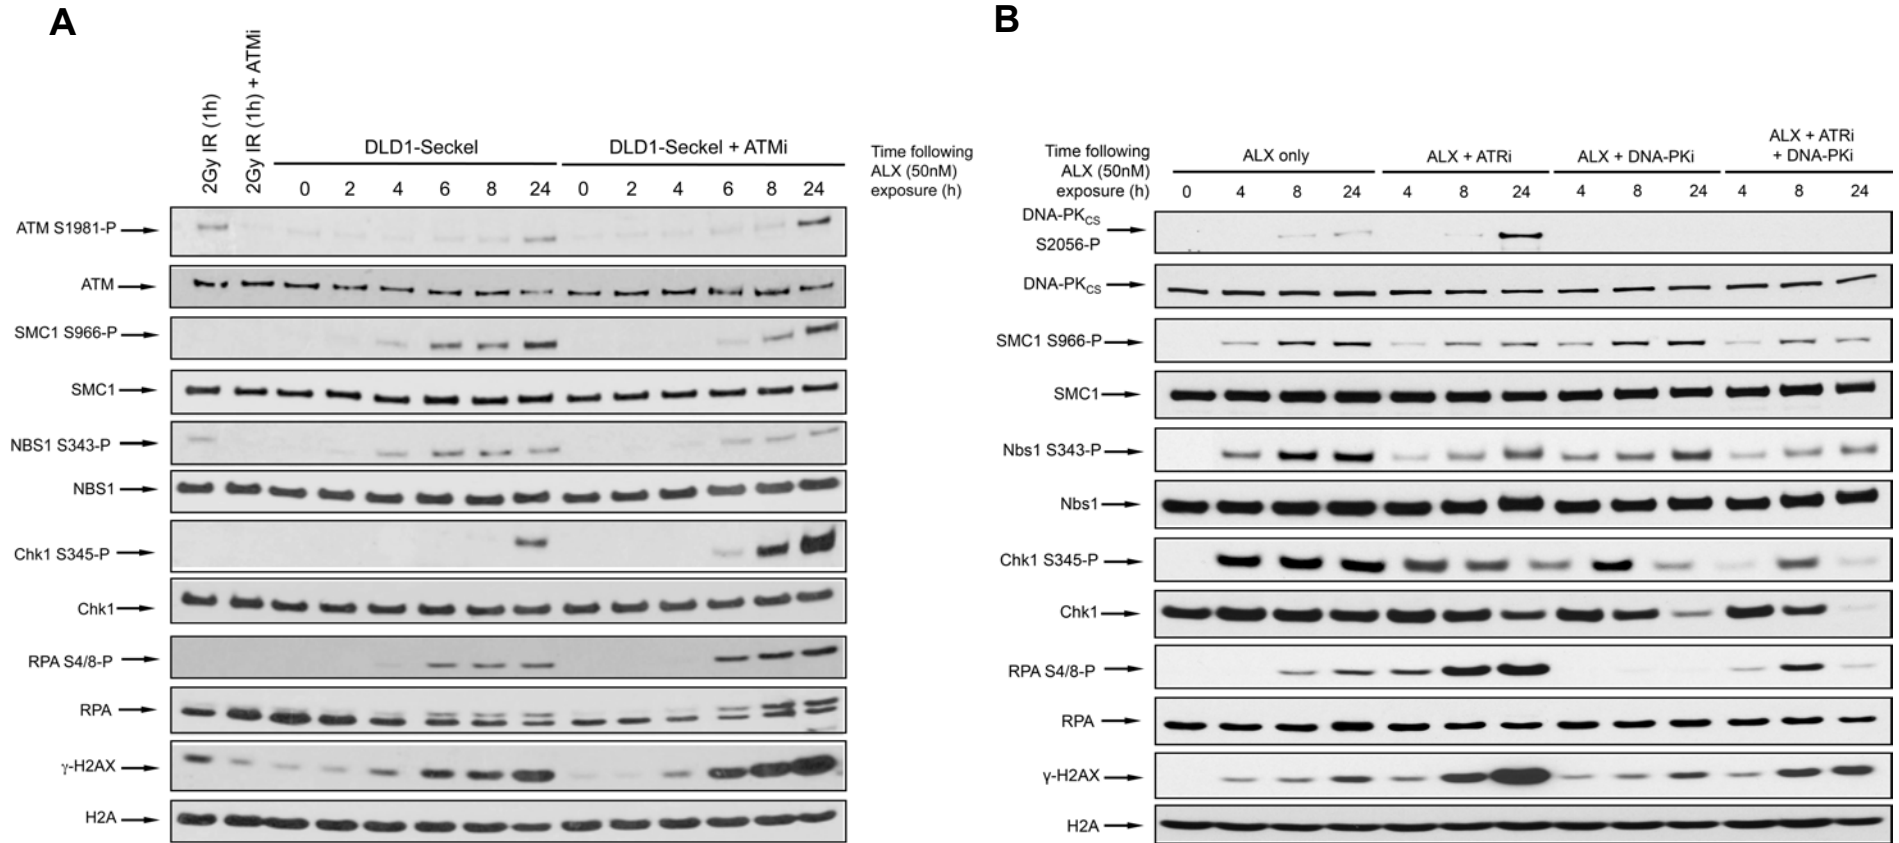 A
2Gy IR (1h)
2Gy IR (1h) + ATMi
DLD1-Seckel
DLD1-Seckel + ATMi
0 2 4 6 8 24 0 2 4 6 8 24
Time following
ALX (50nM)
exposure (h)
ATM S1981-P
ATM
SMC1 S966-P
SMC1
NBS1 S343-P
NBS1
Chk1 S345-P
Chk1
RPA S4/8-P
RPA
γ-H2AX
H2A
B
Time following
ALX (50nM)
exposure (h)
ALX only
ALX + ATRi
ALX + DNA-PKi
ALX + ATRi
+ DNA-PKi
0 4 8 24 4 8 24 4 8 24 4 8 24
DNA-PKCS
S2056-P
DNA-PKCS
SMC1 S966-P
SMC1
Nbs1 S343-P
Nbs1
Chk1 S345-P
Chk1
RPA S4/8-P
RPA
γ-H2AX
H2A